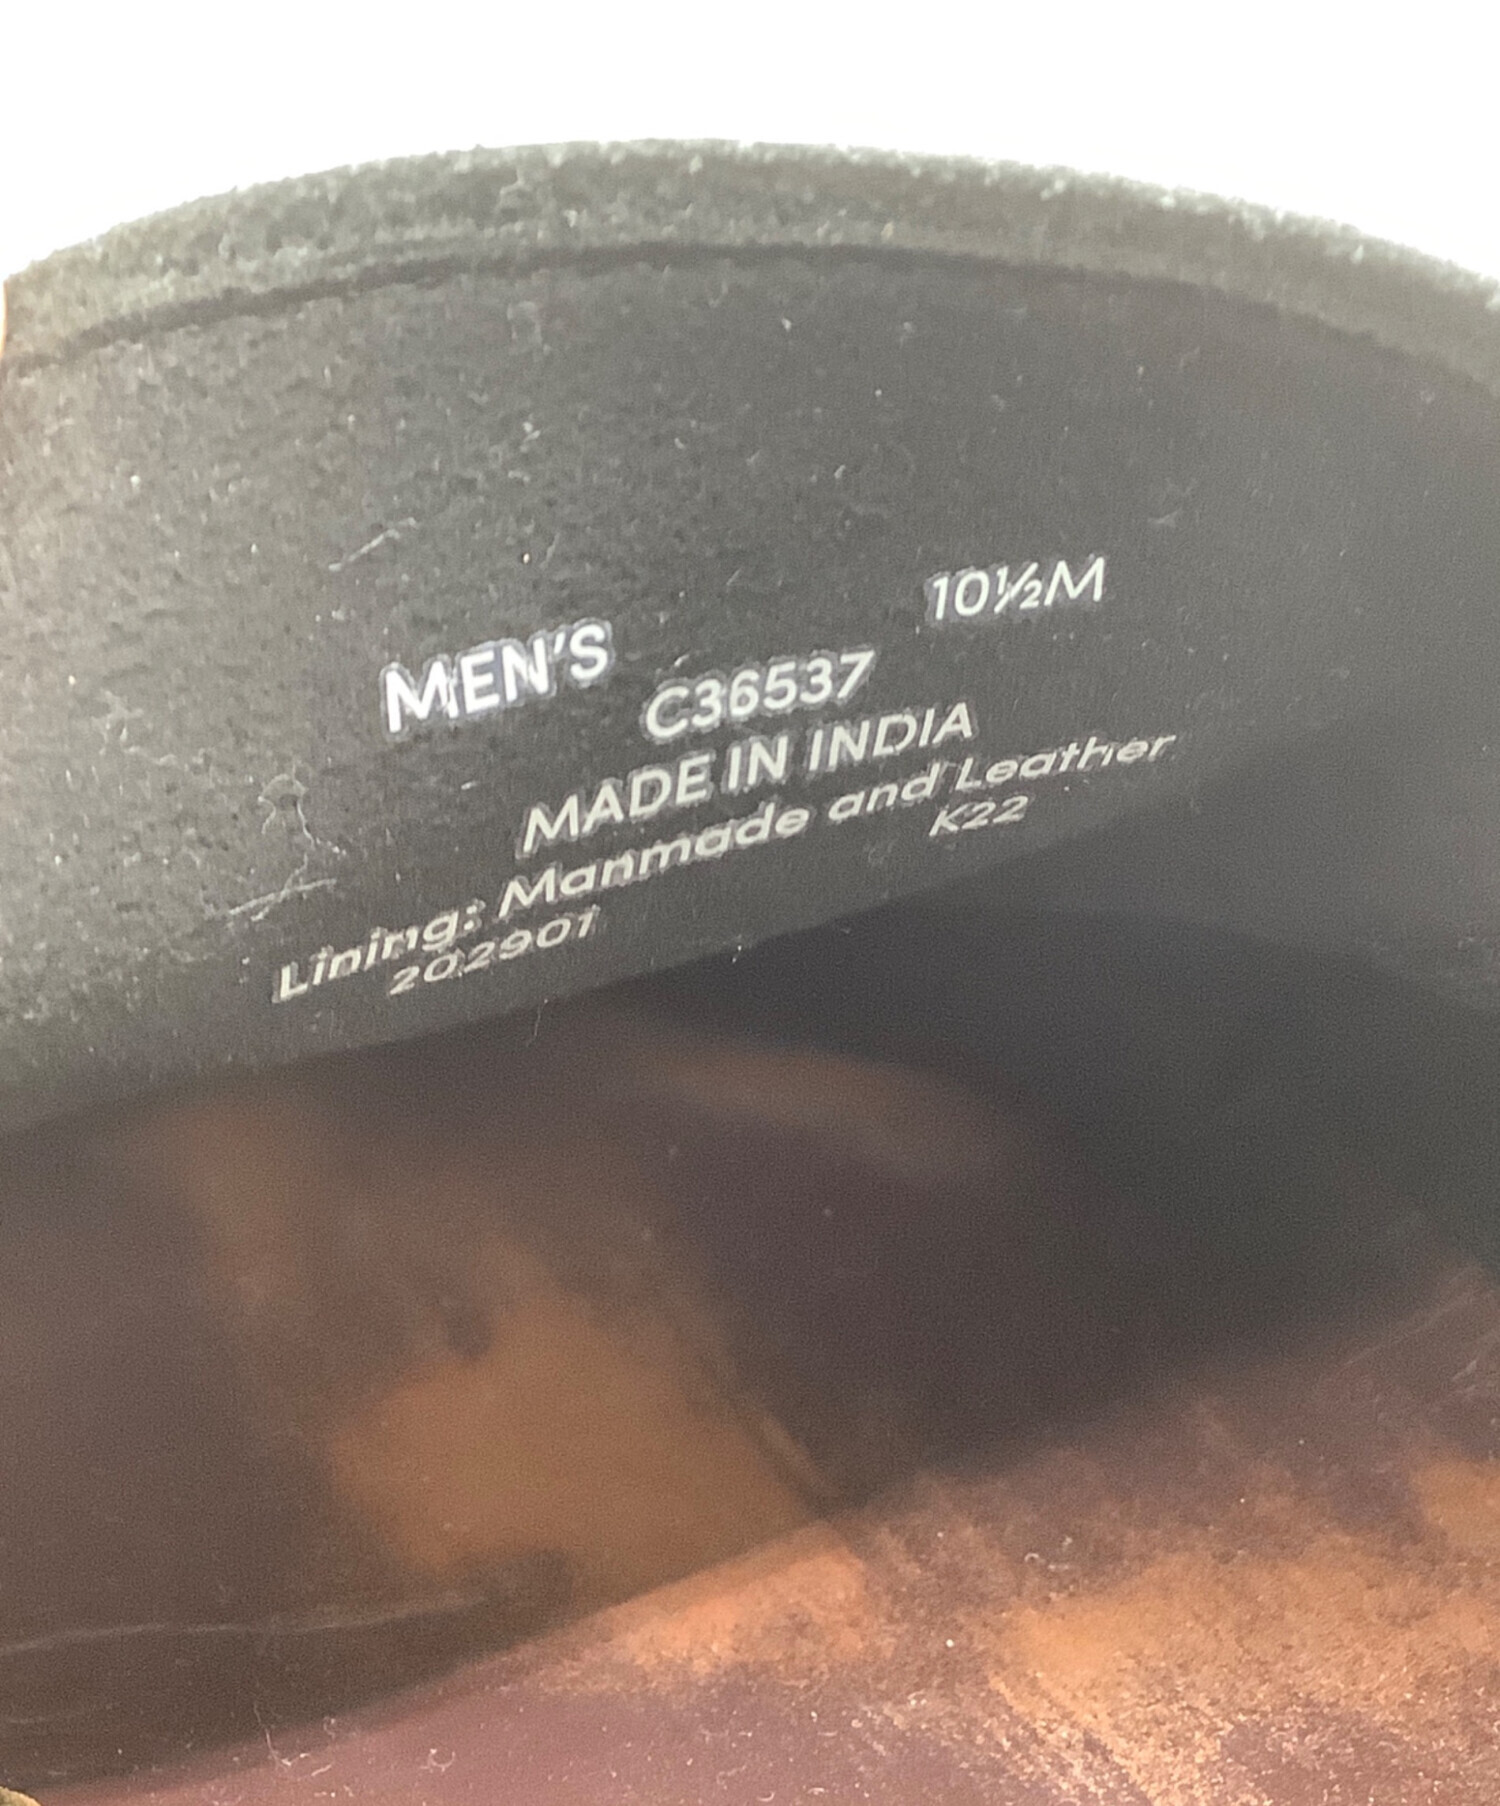 MEN'S 10½M
C36537
MADE IN INDIA
Lining: Manmade and Leather
202901 K22